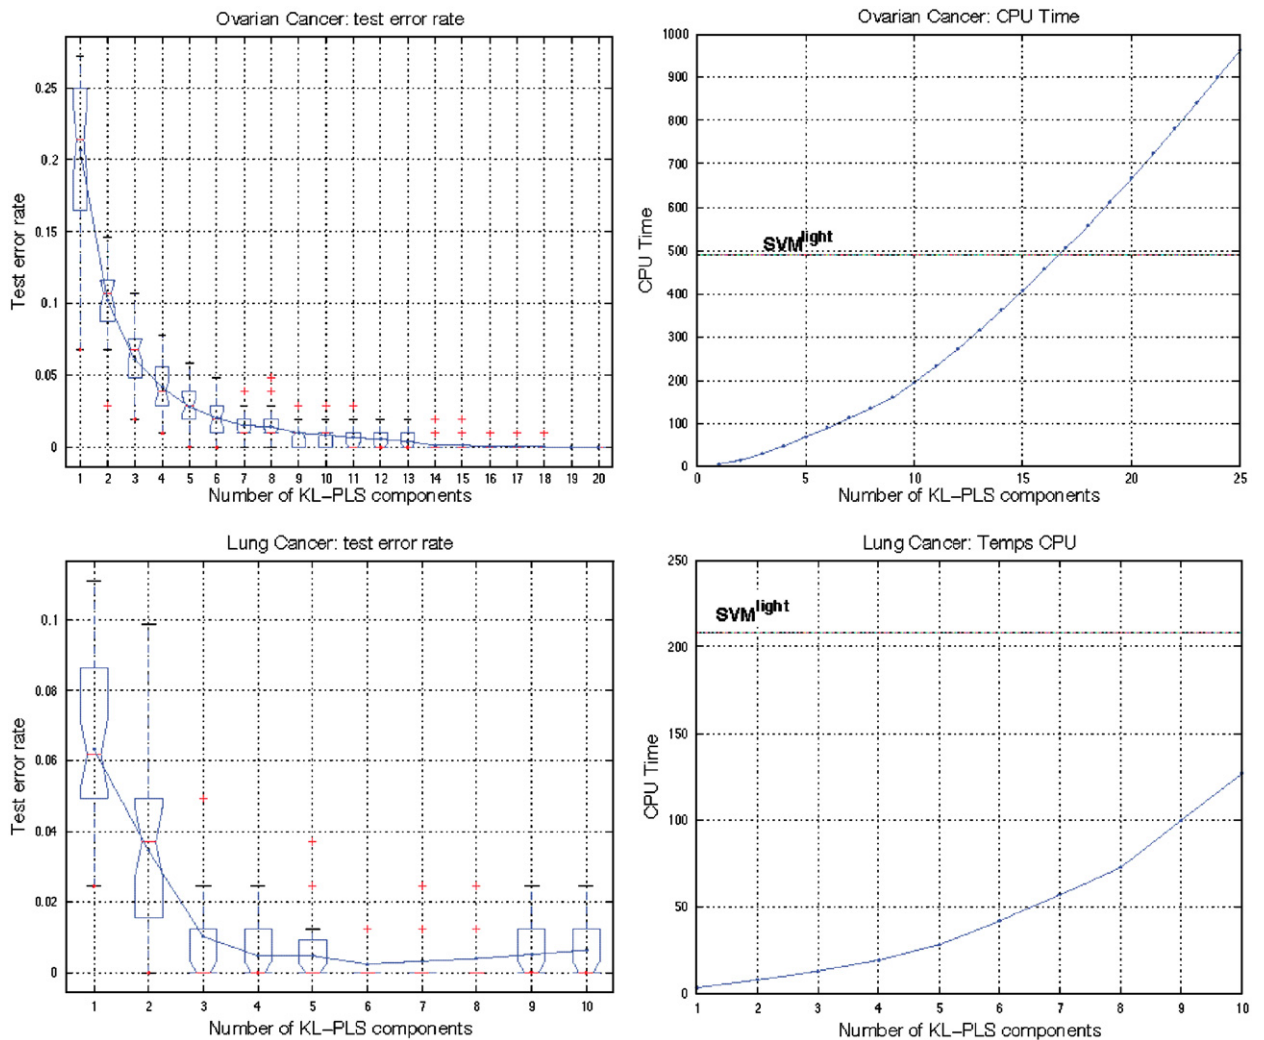 Ovarian Cancer: test error rate
Test error rate
0.25
0.2
0.15
0.1
0.05
0
1 2 3 4 5 6 7 8 9 10 11 12 13 14 15 16 17 18 19 20
Number of KL–PLS components
Ovarian Cancer: CPU Time
CPU Time
1000
900
800
700
600
500
400
300
200
100
0
SVMlight
0 5 10 15 20 25
Number of KL–PLS components
Lung Cancer: test error rate
Test error rate
0.1
0.08
0.06
0.04
0.02
0
1 2 3 4 5 6 7 8 9 10
Number of KL–PLS components
Lung Cancer: Temps CPU
CPU Time
250
200
150
100
50
0
SVMlight
1 2 3 4 5 6 7 8 9 10
Number of KL–PLS components